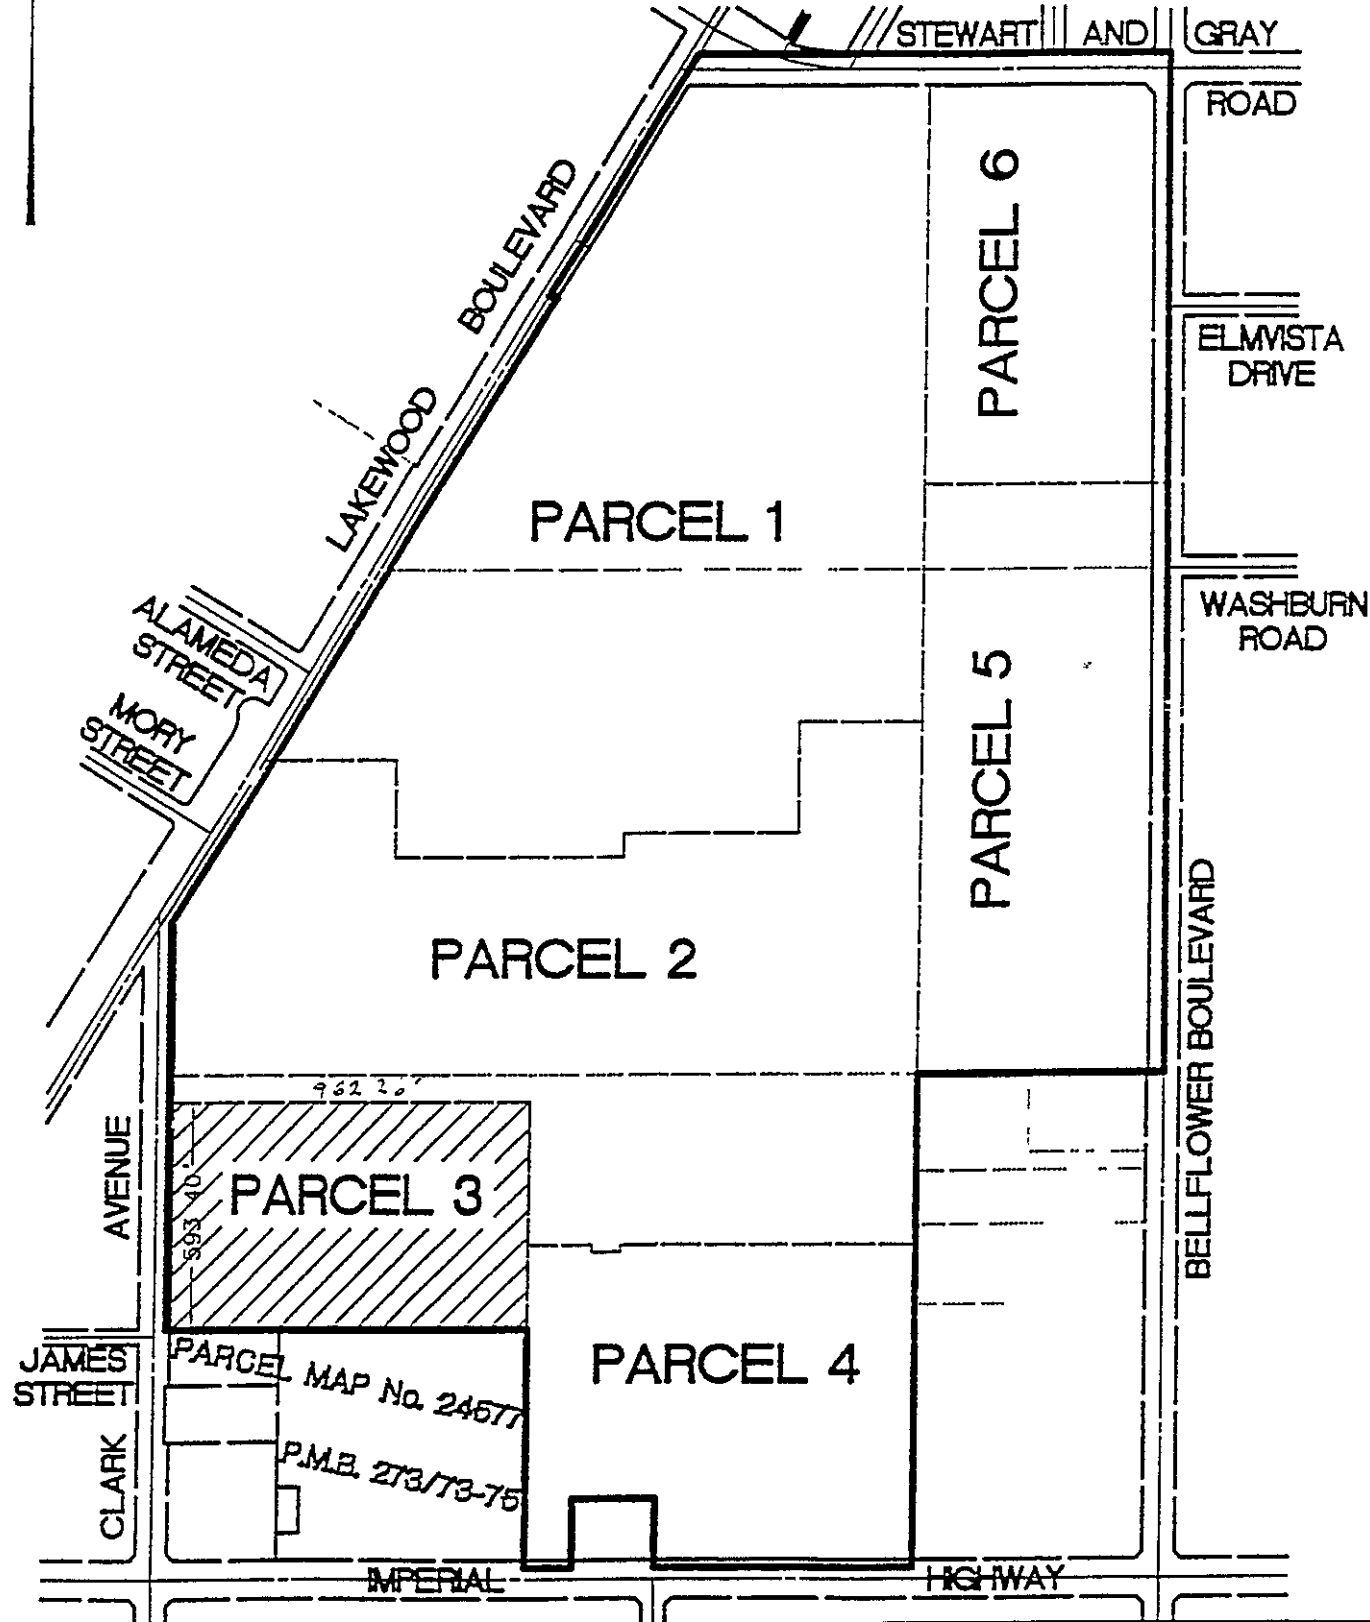 STEWART AND GRAY
ROAD
PARCEL 6
LAKEWOOD BOULEVARD
ELMVISTA
DRIVE
PARCEL 1
WASHBURN
ROAD
ALAMEDA
STREET
MORY
STREET
PARCEL 5
PARCEL 2
BELLFLOWER BOULEVARD
PARCEL 3
593 40'
CLARK AVENUE
JAMES
STREET
PARCEL MAP No. 24577
P.M.B. 273/73-75
PARCEL 4
IMPERIAL HIGHWAY